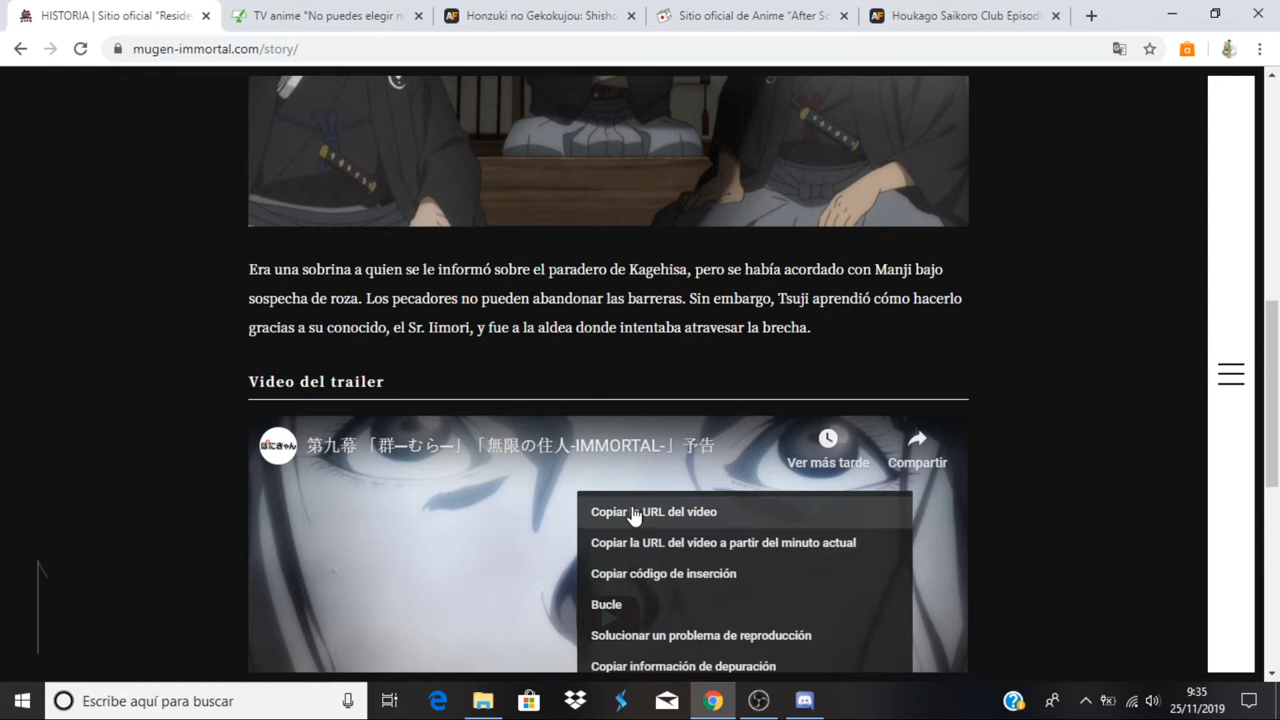 HISTORIA | Sitio oficial "Reside
TV anime "No puedes elegir n
Honzuki no Gekokujou: Shisho
Sitio oficial de Anime "After Sc
Houkago Saikoro Club Episodi
mugen-immortal.com/story/
Era una sobrina a quien se le informó sobre el paradero de Kagehisa, pero se había acordado con Manji bajo
sospecha de roza. Los pecadores no pueden abandonar las barreras. Sin embargo, Tsuji aprendió cómo hacerlo
gracias a su conocido, el Sr. Iimori, y fue a la aldea donde intentaba atravesar la brecha.
Video del trailer
ぽにきゃん
第九幕 「群―むら―」「無限の住人-IMMORTAL-」予告
Ver más tarde
Compartir
Copiar la URL del vídeo
Copiar la URL del vídeo a partir del minuto actual
Copiar código de inserción
Bucle
Solucionar un problema de reproducción
Copiar información de depuración
Escribe aquí para buscar
9:35
25/11/2019